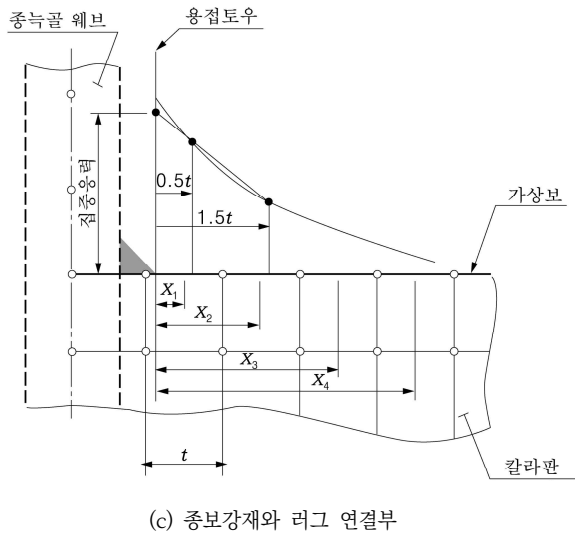 종늑골 웨브
용접토우
집중응력
0.5t
1.5t
가상보
X₁
X₂
X₃
X₄
t
칼라판
(c) 종보강재와 러그 연결부